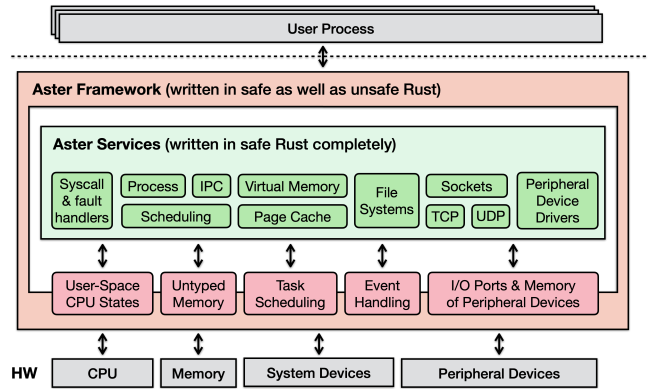 User Process
Aster Framework (written in safe as well as unsafe Rust)
Aster Services (written in safe Rust completely)
Syscall
& fault
handlers
Process
IPC
Scheduling
Virtual Memory
Page Cache
File
Systems
Sockets
TCP
UDP
Peripheral
Device
Drivers
User-Space
CPU States
Untyped
Memory
Task
Scheduling
Event
Handling
I/O Ports & Memory
of Peripheral Devices
HW
CPU
Memory
System Devices
Peripheral Devices